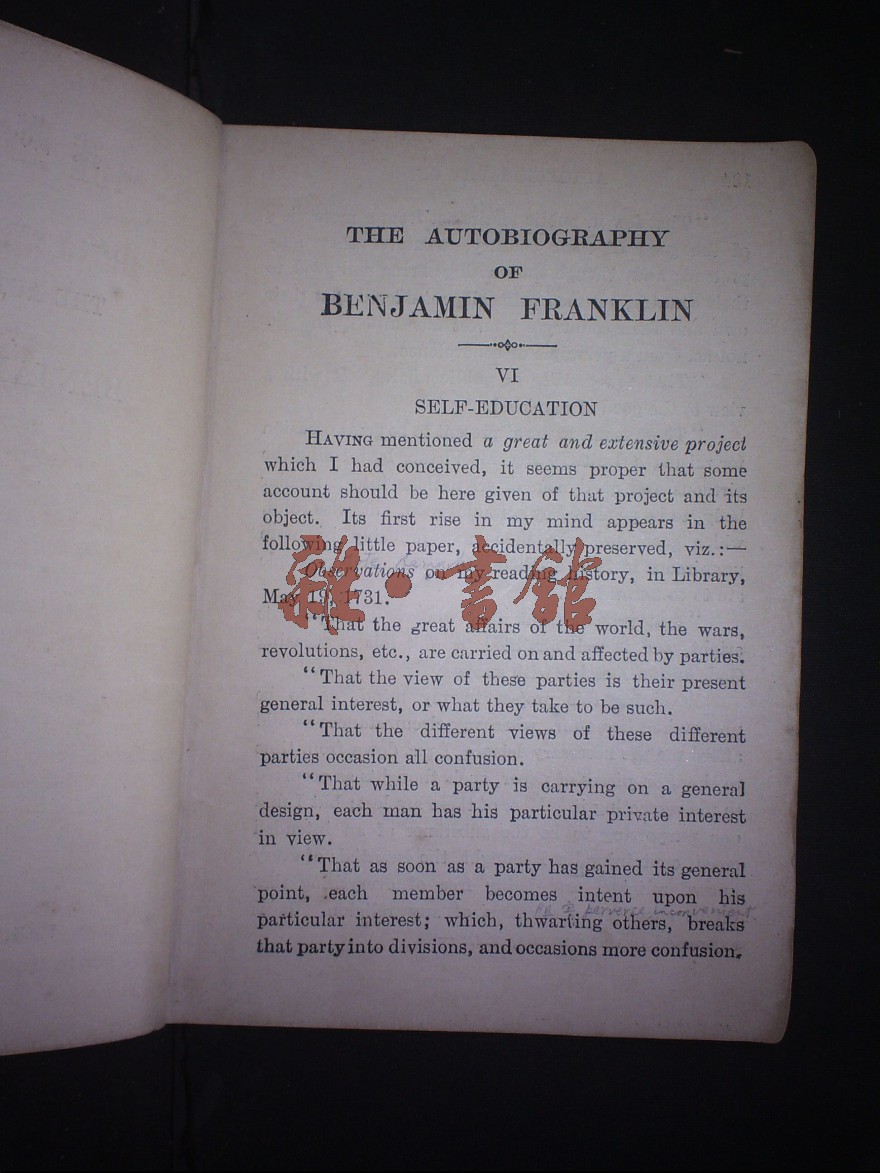 THE AUTOBIOGRAPHY
OF
BENJAMIN FRANKLIN
VI
SELF-EDUCATION
HAVING mentioned a great and extensive project
which I had conceived, it seems proper that some
account should be here given of that project and its
object. Its first rise in my mind appears in the
following little paper, accidentally preserved, viz.:—
Observations on my reading history, in Library,
May 19, 1731.
雜·書館
"That the great affairs of the world, the wars,
revolutions, etc., are carried on and affected by parties.
"That the view of these parties is their present
general interest, or what they take to be such.
"That the different views of these different
parties occasion all confusion.
"That while a party is carrying on a general
design, each man has his particular private interest
in view.
"That as soon as a party has gained its general
point, each member becomes intent upon his
perverse inconvenient
particular interest; which, thwarting others, breaks
that party into divisions, and occasions more confusion.